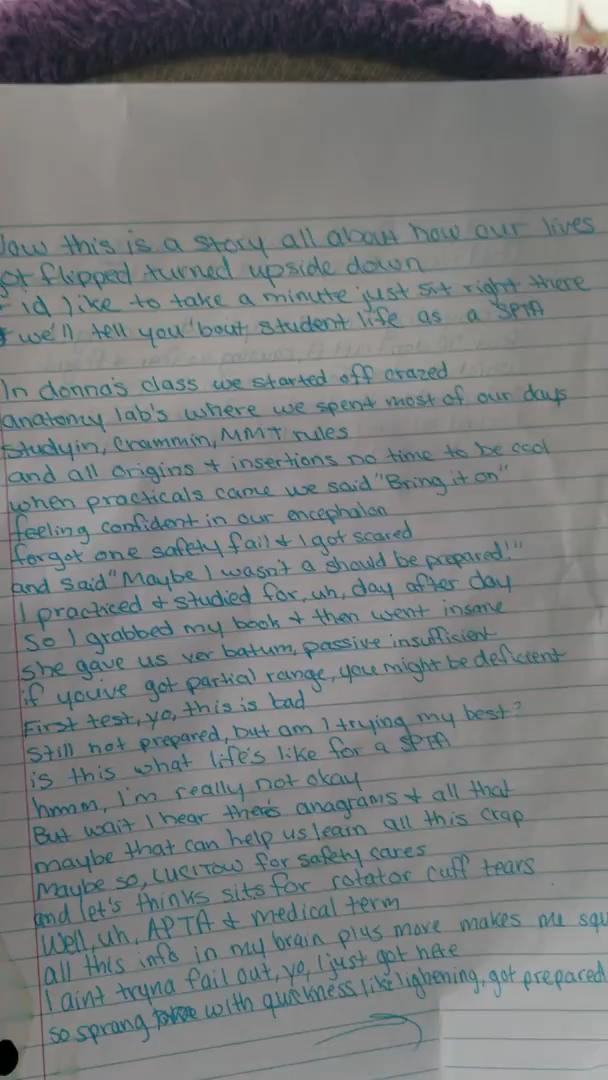 Now this is a story all about how our lives
got flipped turned upside down
+ id like to take a minute just sit right there
+ we'll tell you 'bout student life as a SPTA
In donna's class we started off crazed
anatomy lab's where we spent most of our days
studyin, crammin, MMT rules
and all origins + insertions no time to be cool
when practicals came we said "Bring it on"
feeling confident in our encephalon
forgot one safety fail + I got scared
and said "Maybe I wasn't a should be prepared!"
I practiced + studied for, uh, day after day
So I grabbed my book + then went insane
She gave us ver batum, passive insufficient
if youve got partial range, you might be deficient
First test, yo, this is bad
Still not prepared, but am I trying my best?
is this what life's like for a SPTA
hmmm, I'm really not okay
But wait I hear there's anagrams + all that
maybe that can help us learn all this crap
Maybe so, LUCITOW for safety cares
and let's thinks sits for rotator cuff tears
Well, uh, APTA + medical term
all this info in my brain plus more makes me squ
I aint tryna fail out, yo, I just got here
so sprang with quickness like lightening, got prepared